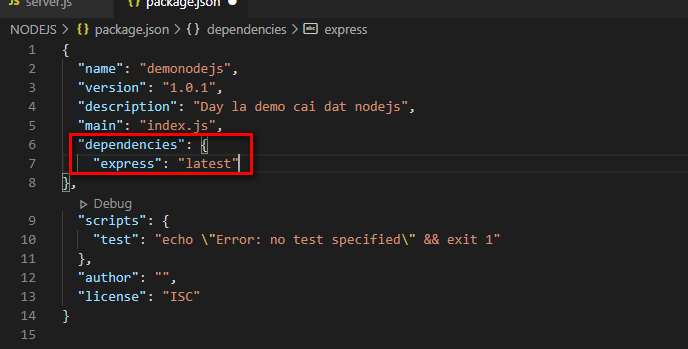 JS server.js
{} package.json ●
NODEJS > {} package.json > {} dependencies > abc express
1 {
2 "name": "demonodejs",
3 "version": "1.0.1",
4 "description": "Day la demo cai dat nodejs",
5 "main": "index.js",
6 "dependencies": {
7 "express": "latest"
8 },
Debug
9 "scripts": {
10 "test": "echo \"Error: no test specified\" && exit 1"
11 },
12 "author": "",
13 "license": "ISC"
14 }
15